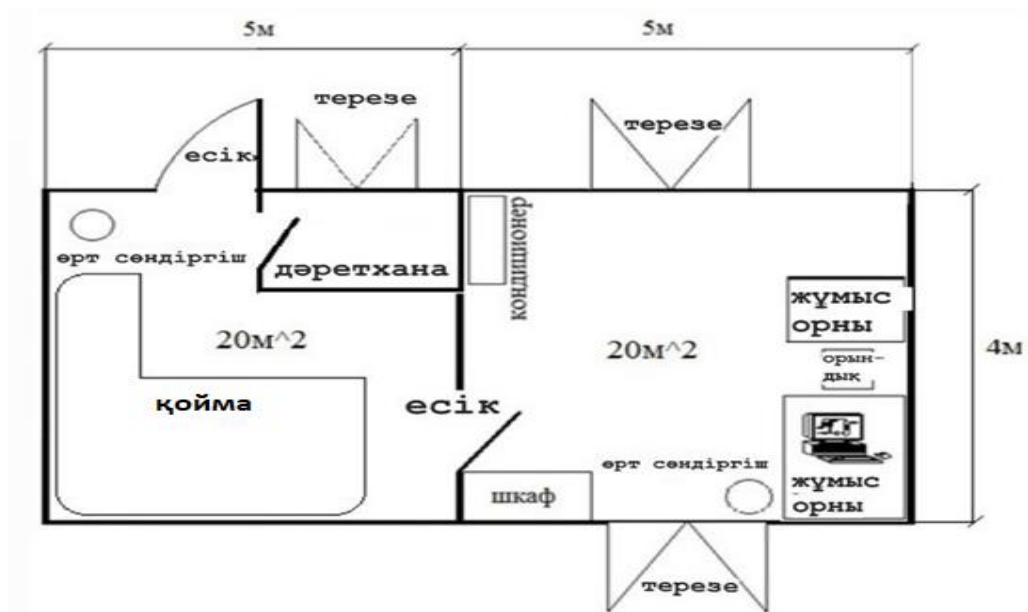 5м
5м
терезе
терезе
есік
кондиционер
өрт сөндіргіш
дәретхана
жұмыс
орны
20м^2
20м^2
орын-
дық
4м
қойма
есік
өрт сөндіргіш
шкаф
жұмыс
орны
терезе